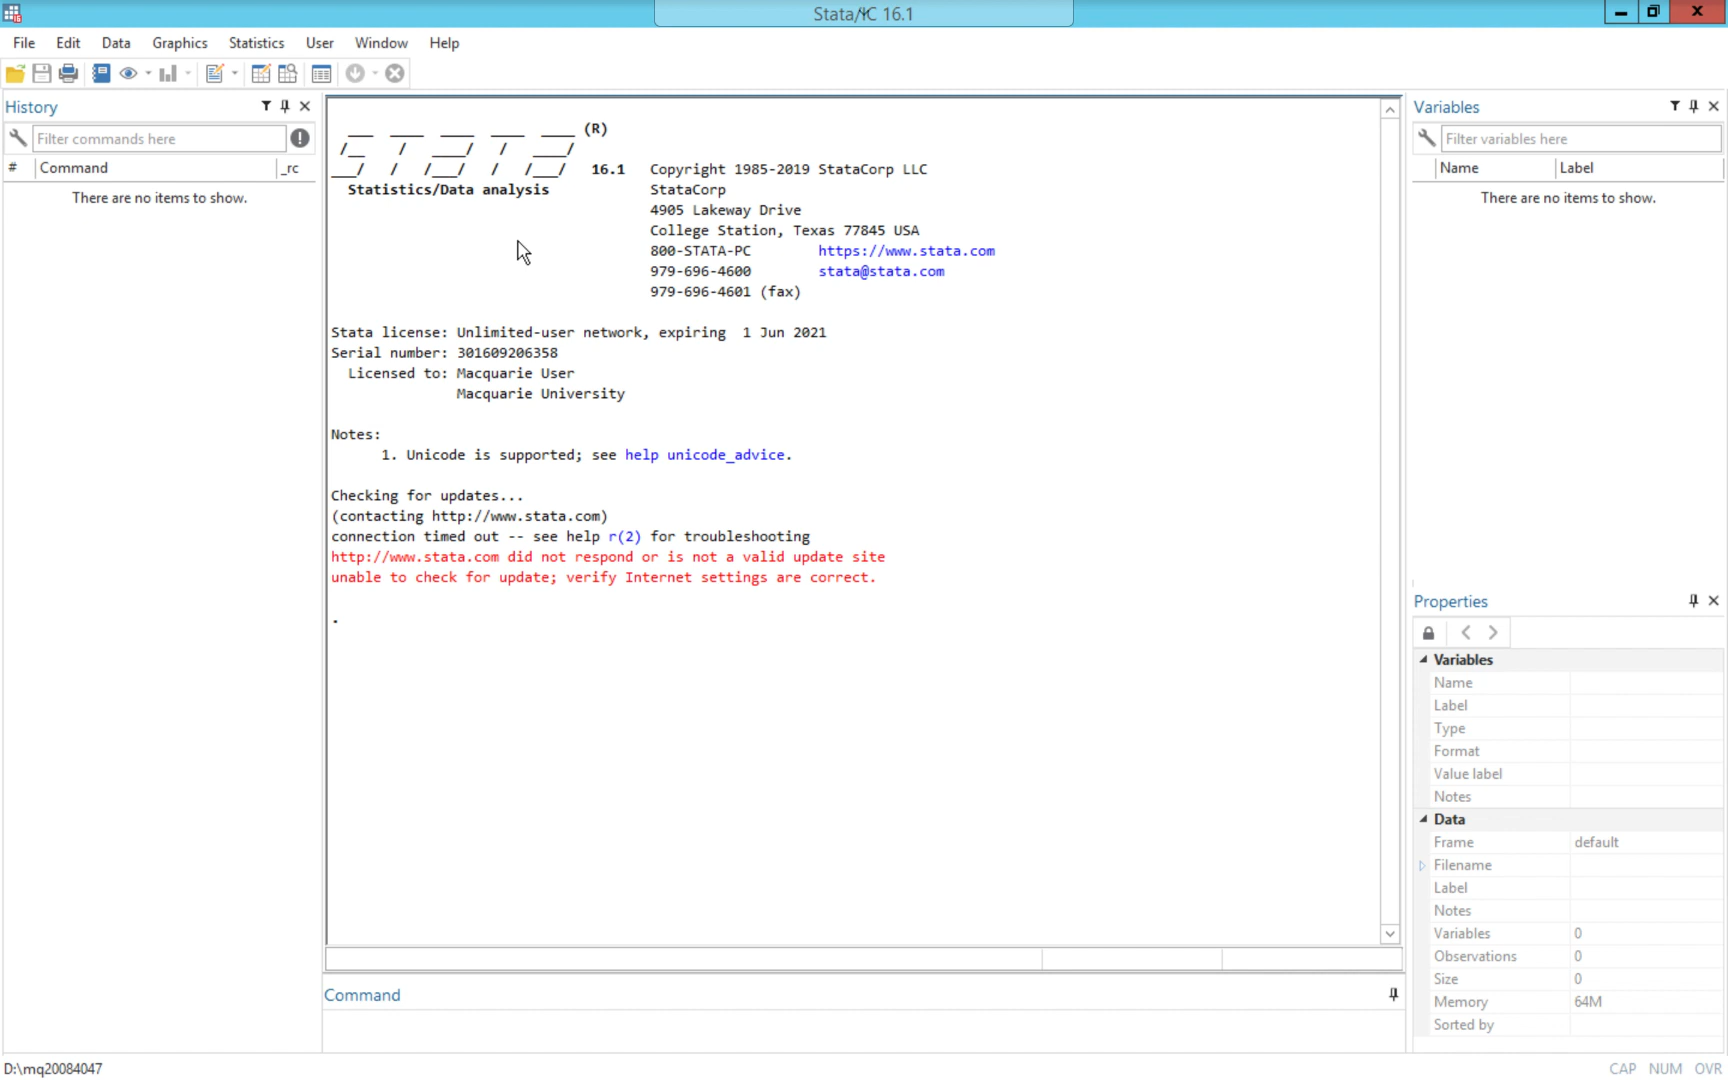 Stata/IC 16.1
File Edit Data Graphics Statistics User Window Help
History
Filter commands here
# Command _rc
There are no items to show.
(R)
Stata
16.1 Copyright 1985-2019 StataCorp LLC
Statistics/Data analysis StataCorp
4905 Lakeway Drive
College Station, Texas 77845 USA
800-STATA-PC https://www.stata.com
979-696-4600 stata@stata.com
979-696-4601 (fax)
Stata license: Unlimited-user network, expiring 1 Jun 2021
Serial number: 301609206358
Licensed to: Macquarie User
Macquarie University
Notes:
1. Unicode is supported; see help unicode_advice.
Checking for updates...
(contacting http://www.stata.com)
connection timed out -- see help r(2) for troubleshooting
http://www.stata.com did not respond or is not a valid update site
unable to check for update; verify Internet settings are correct.
.
Command
Variables
Filter variables here
Name Label
There are no items to show.
Properties
Variables
Name
Label
Type
Format
Value label
Notes
Data
Frame default
Filename
Label
Notes
Variables 0
Observations 0
Size 0
Memory 64M
Sorted by
D:\mq20084047
CAP NUM OVR